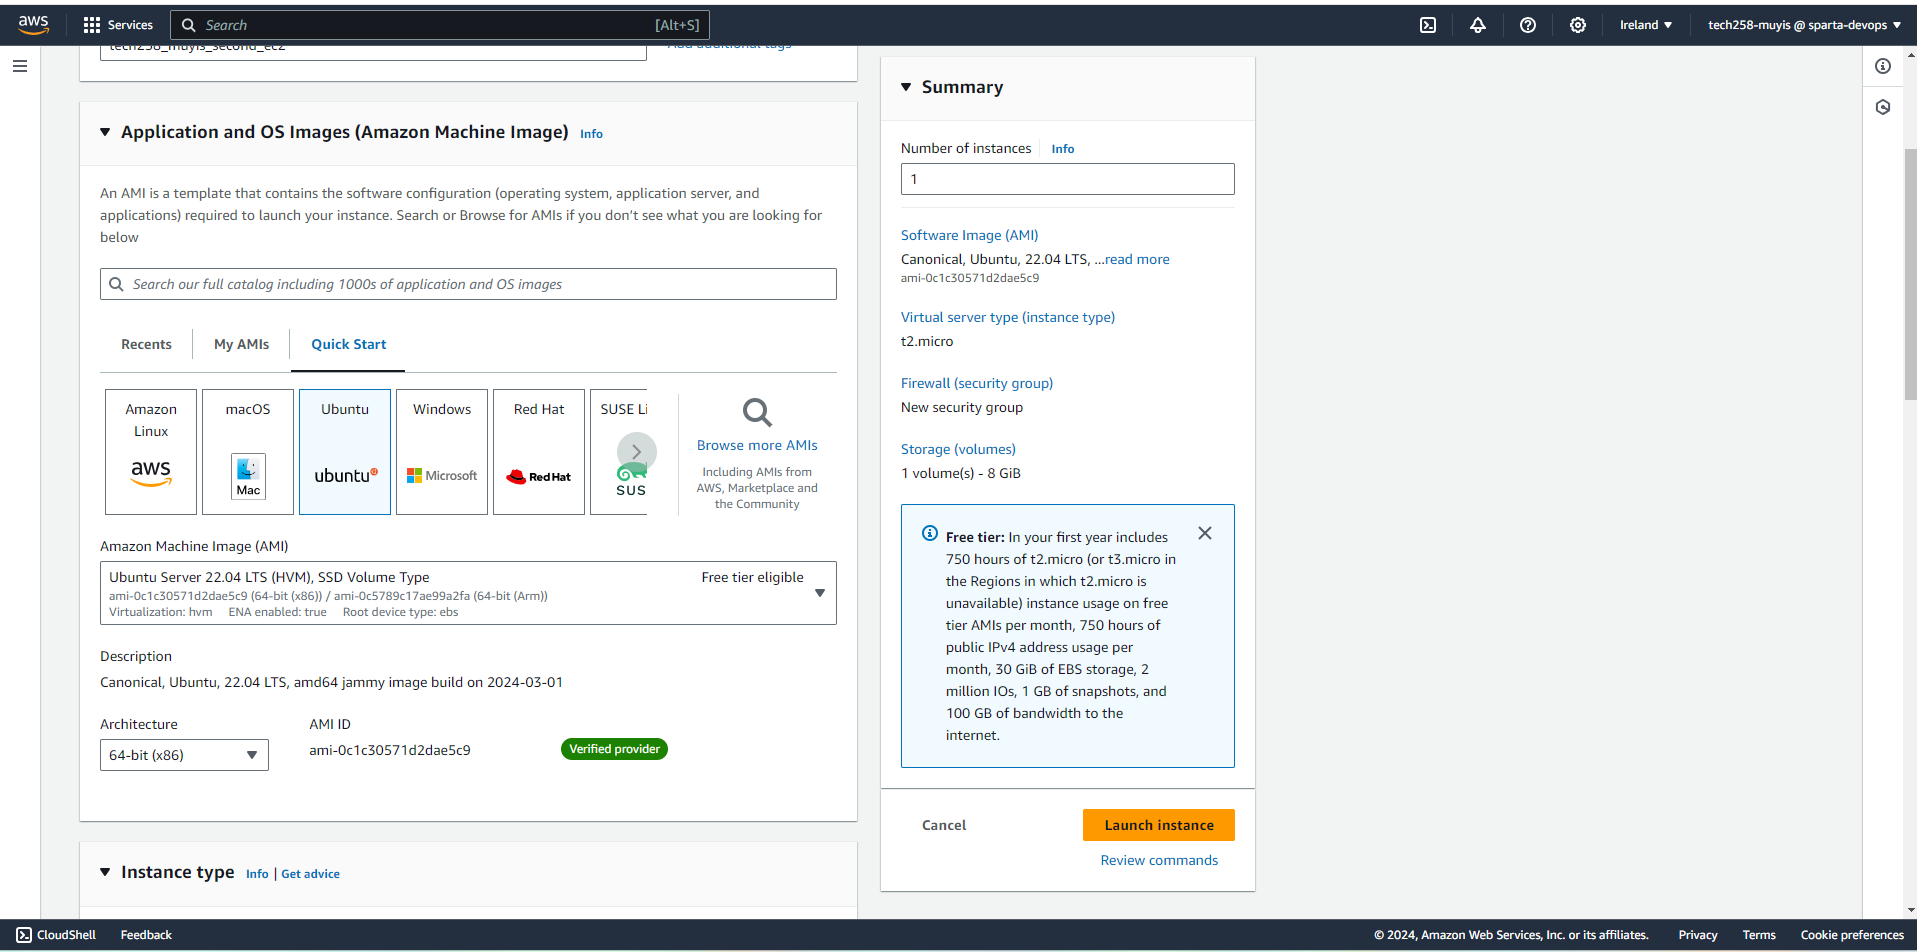 aws
Services
Search
[Alt+S]
Ireland
tech258-muyis @ sparta-devops
tech258_muyis_second_ec2
Add additional tags
Application and OS Images (Amazon Machine Image) Info
An AMI is a template that contains the software configuration (operating system, application server, and
applications) required to launch your instance. Search or Browse for AMIs if you don't see what you are looking for
below
Search our full catalog including 1000s of application and OS images
Recents
My AMIs
Quick Start
Amazon
Linux
aws
macOS
Mac
Ubuntu
ubuntu
Windows
Microsoft
Red Hat
Red Hat
SUSE Li
SUS
Browse more AMIs
Including AMIs from
AWS, Marketplace and
the Community
Amazon Machine Image (AMI)
Ubuntu Server 22.04 LTS (HVM), SSD Volume Type
Free tier eligible
ami-0c1c30571d2dae5c9 (64-bit (x86)) / ami-0c5789c17ae99a2fa (64-bit (Arm))
Virtualization: hvm ENA enabled: true Root device type: ebs
Description
Canonical, Ubuntu, 22.04 LTS, amd64 jammy image build on 2024-03-01
Architecture
AMI ID
64-bit (x86)
ami-0c1c30571d2dae5c9
Verified provider
Instance type Info | Get advice
Summary
Number of instances Info
1
Software Image (AMI)
Canonical, Ubuntu, 22.04 LTS, ...read more
ami-0c1c30571d2dae5c9
Virtual server type (instance type)
t2.micro
Firewall (security group)
New security group
Storage (volumes)
1 volume(s) - 8 GiB
Free tier: In your first year includes
750 hours of t2.micro (or t3.micro in
the Regions in which t2.micro is
unavailable) instance usage on free
tier AMIs per month, 750 hours of
public IPv4 address usage per
month, 30 GiB of EBS storage, 2
million IOs, 1 GB of snapshots, and
100 GB of bandwidth to the
internet.
Cancel
Launch instance
Review commands
CloudShell
Feedback
© 2024, Amazon Web Services, Inc. or its affiliates.
Privacy
Terms
Cookie preferences